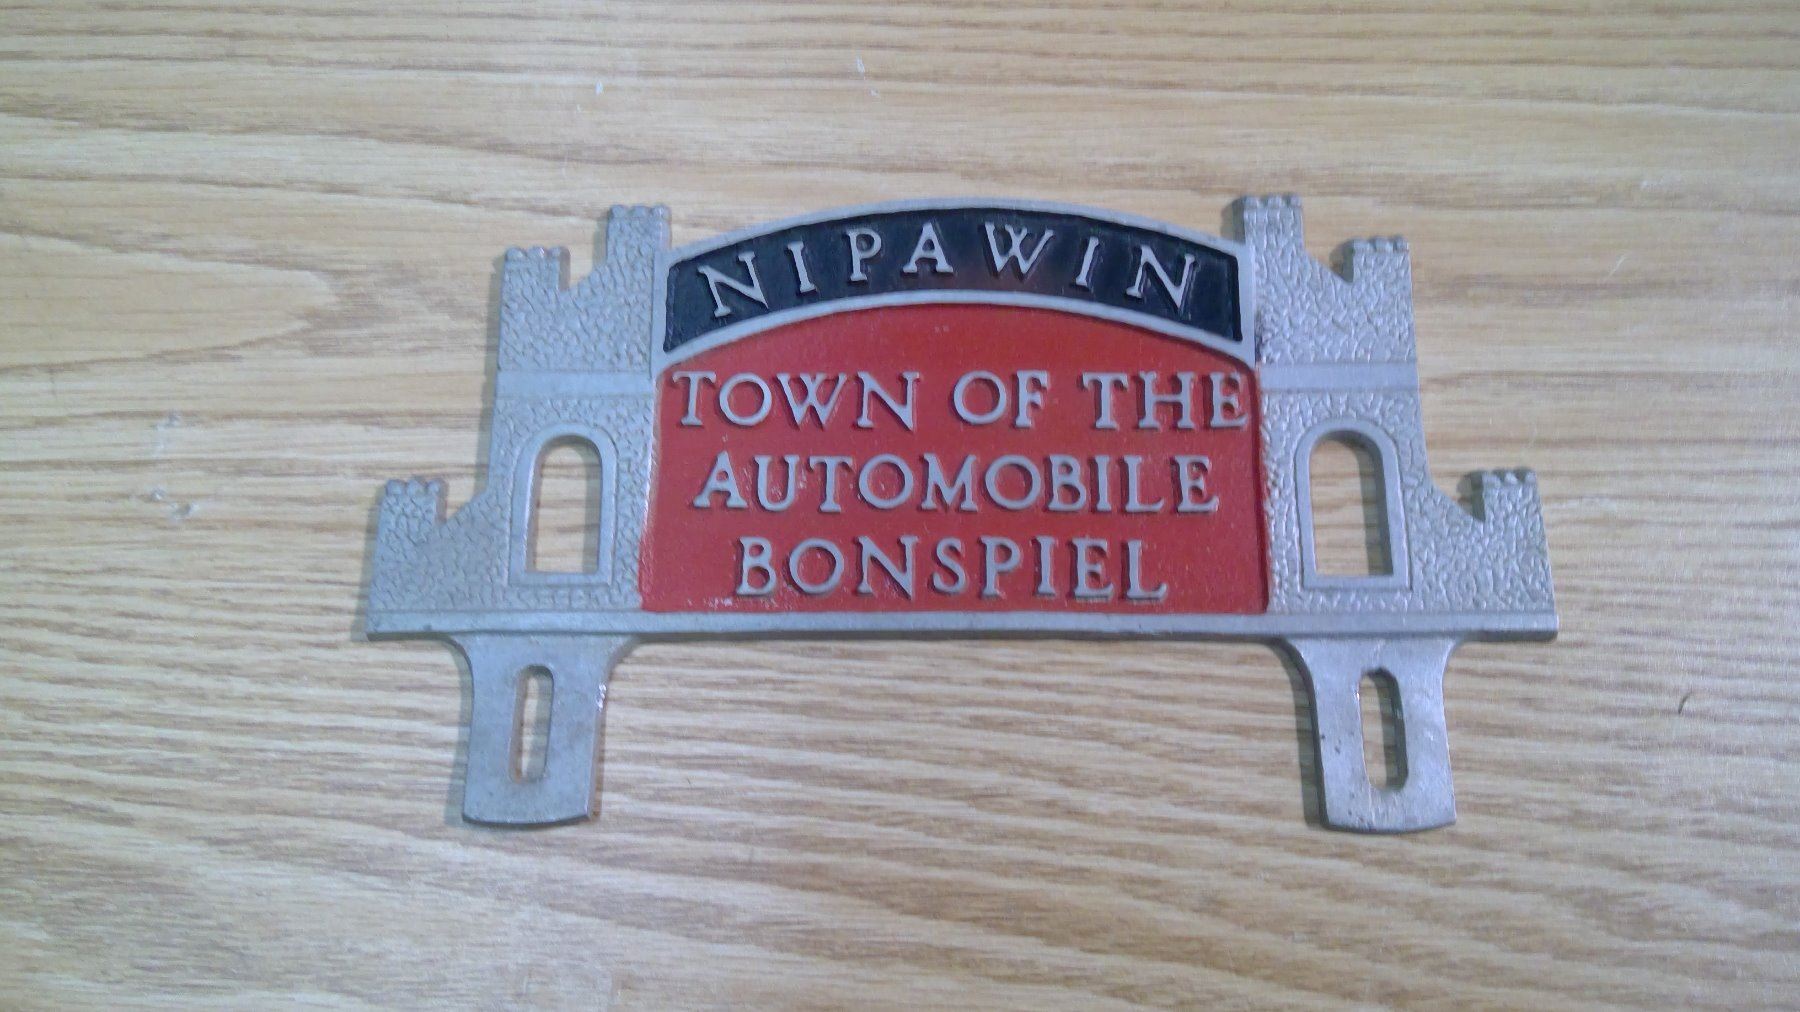 NIPAWIN
TOWN OF THE
AUTOMOBILE
BONSPIEL